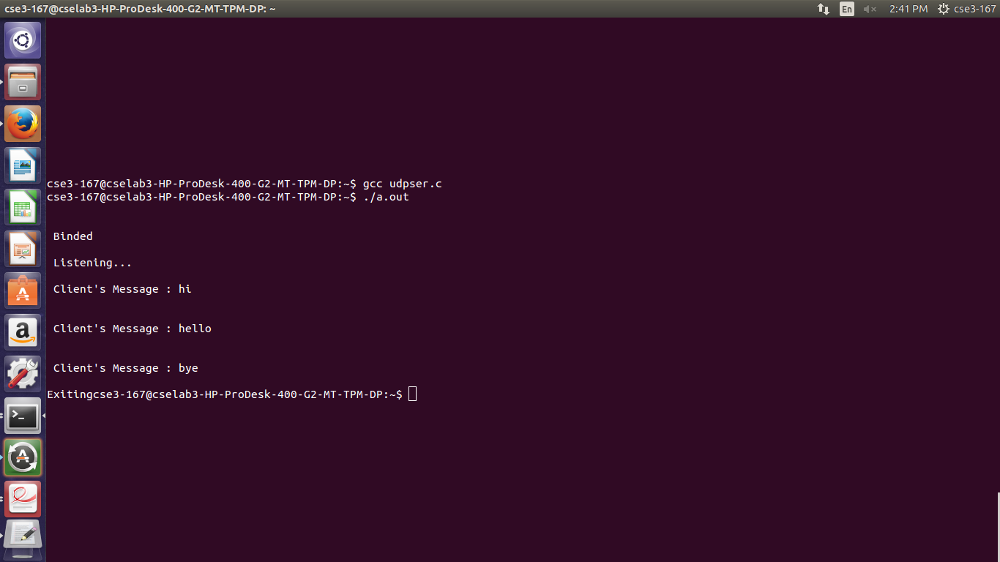 cse3-167@cselab3-HP-ProDesk-400-G2-MT-TPM-DP: ~
En 2:41 PM cse3-167
cse3-167@cselab3-HP-ProDesk-400-G2-MT-TPM-DP:~$ gcc udpser.c
cse3-167@cselab3-HP-ProDesk-400-G2-MT-TPM-DP:~$ ./a.out
Binded
Listening...
Client's Message : hi
Client's Message : hello
Client's Message : bye
Exitingcse3-167@cselab3-HP-ProDesk-400-G2-MT-TPM-DP:~$